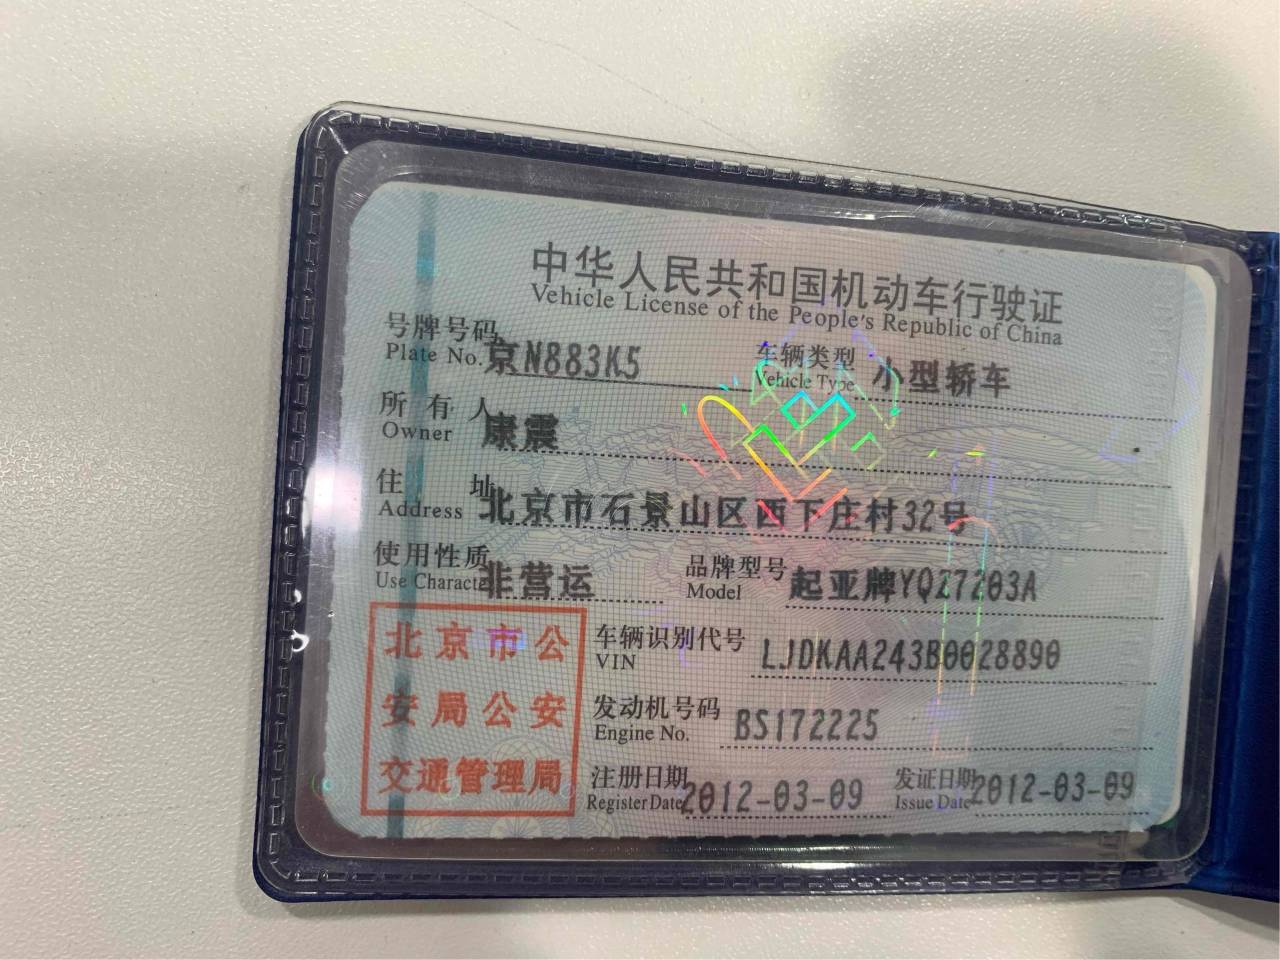 中华人民共和国机动车行驶证
Vehicle License of the People's Republic of China
号牌号码 京N883K5 车辆类型 小型轿车
Plate No. Vehicle Type
所有人 康震
Owner
住址 北京市石景山区西下庄村32号
Address
使用性质 非营运 品牌型号 起亚牌YQZ7203A
Use Characte Model
北京市公
安局公安
交通管理局
车辆识别代号 LJDKAA243B0028890
VIN
发动机号码 BS172225
Engine No.
注册日期 2012-03-09 发证日期 2012-03-09
Register Date Issue Date